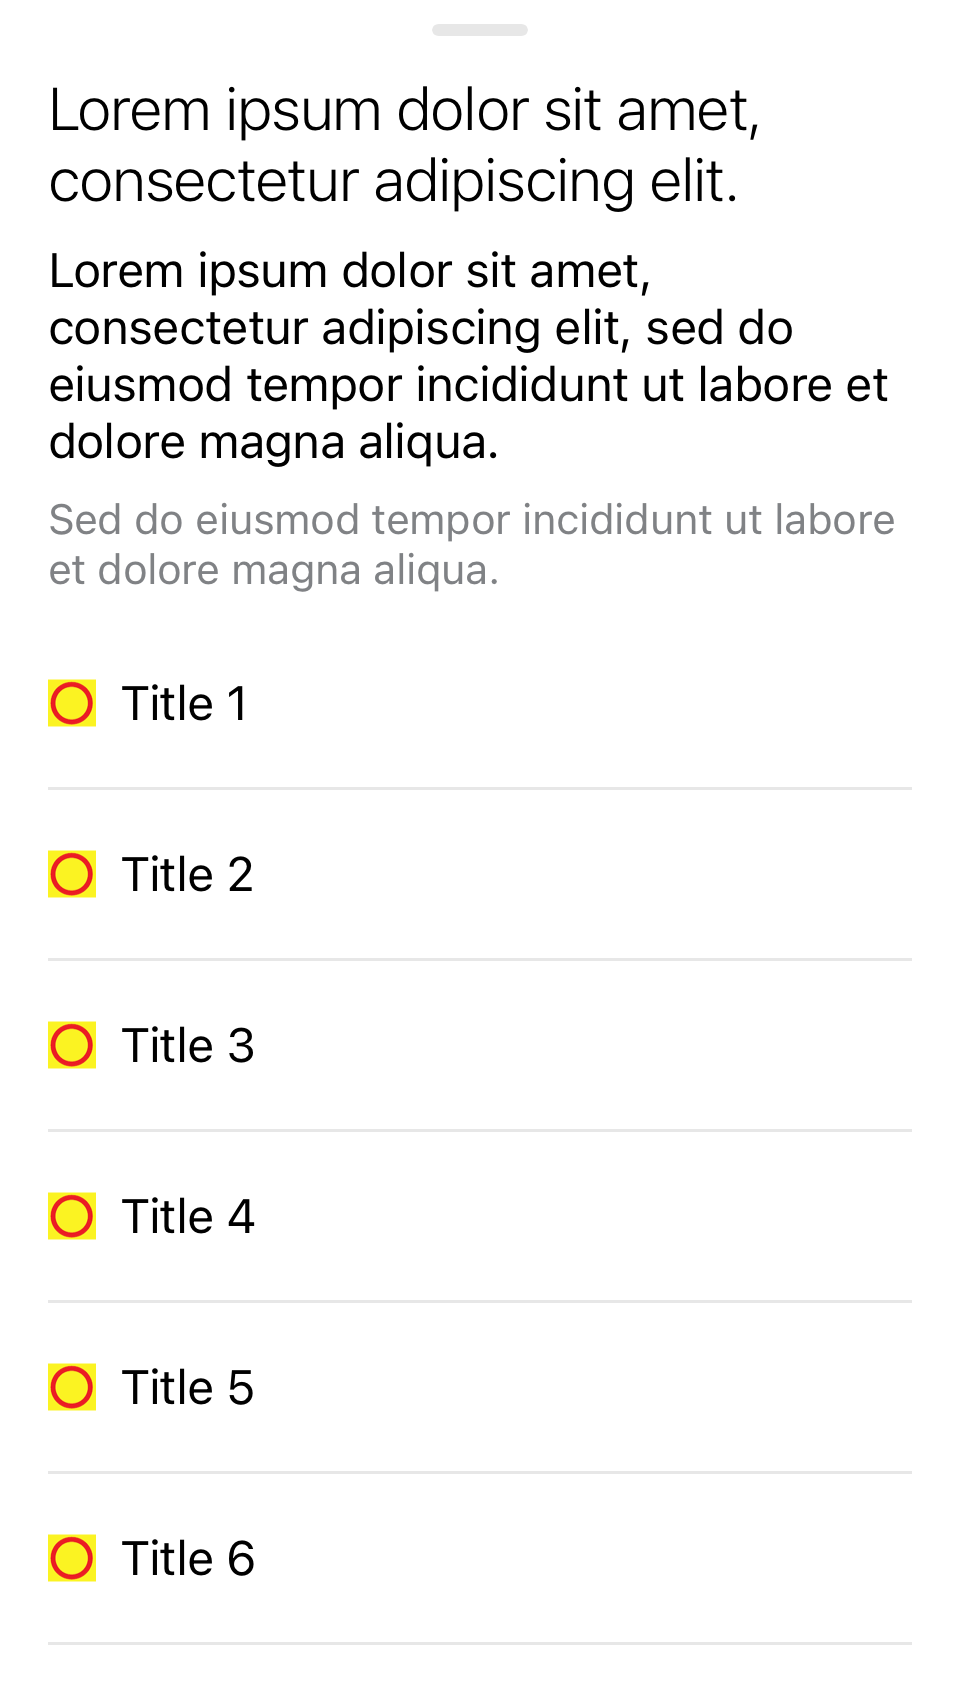 Lorem ipsum dolor sit amet,
consectetur adipiscing elit.
Lorem ipsum dolor sit amet,
consectetur adipiscing elit, sed do
eiusmod tempor incididunt ut labore et
dolore magna aliqua.
Sed do eiusmod tempor incididunt ut labore
et dolore magna aliqua.
Title 1
Title 2
Title 3
Title 4
Title 5
Title 6